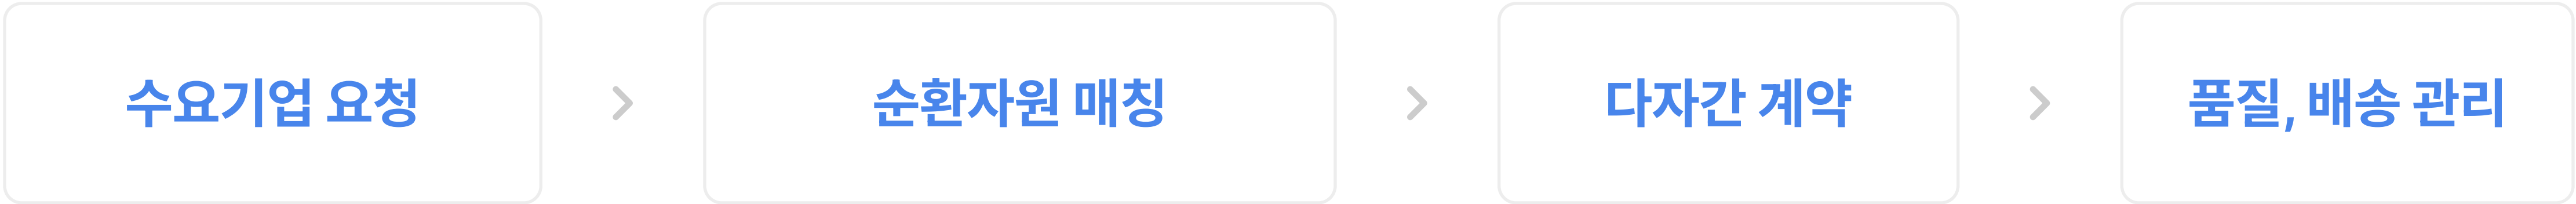 수요기업 요청
순환자원 매칭
다자간 계약
품질, 배송 관리